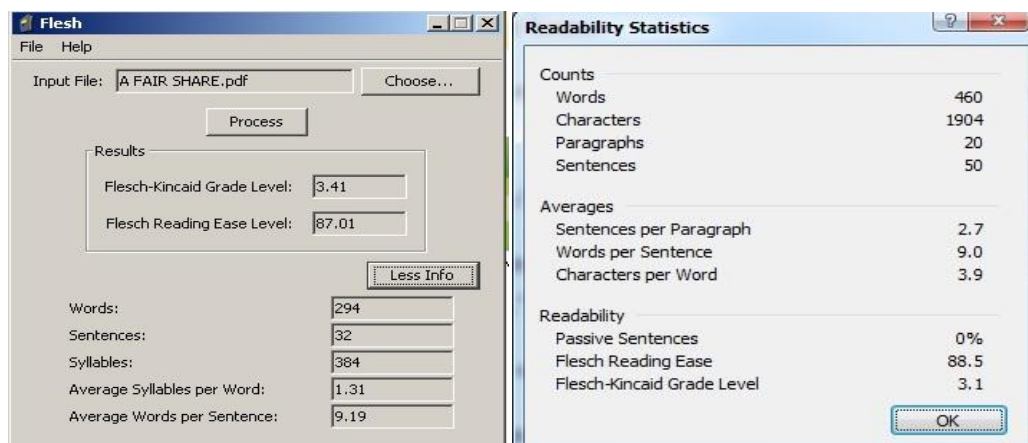 Flesh
File Help
Input File: A FAIR SHARE.pdf Choose...
Process
Results
Flesch-Kincaid Grade Level: 3.41
Flesch Reading Ease Level: 87.01
Less Info
Words: 294
Sentences: 32
Syllables: 384
Average Syllables per Word: 1.31
Average Words per Sentence: 9.19
Readability Statistics
Counts
Words 460
Characters 1904
Paragraphs 20
Sentences 50
Averages
Sentences per Paragraph 2.7
Words per Sentence 9.0
Characters per Word 3.9
Readability
Passive Sentences 0%
Flesch Reading Ease 88.5
Flesch-Kincaid Grade Level 3.1
OK